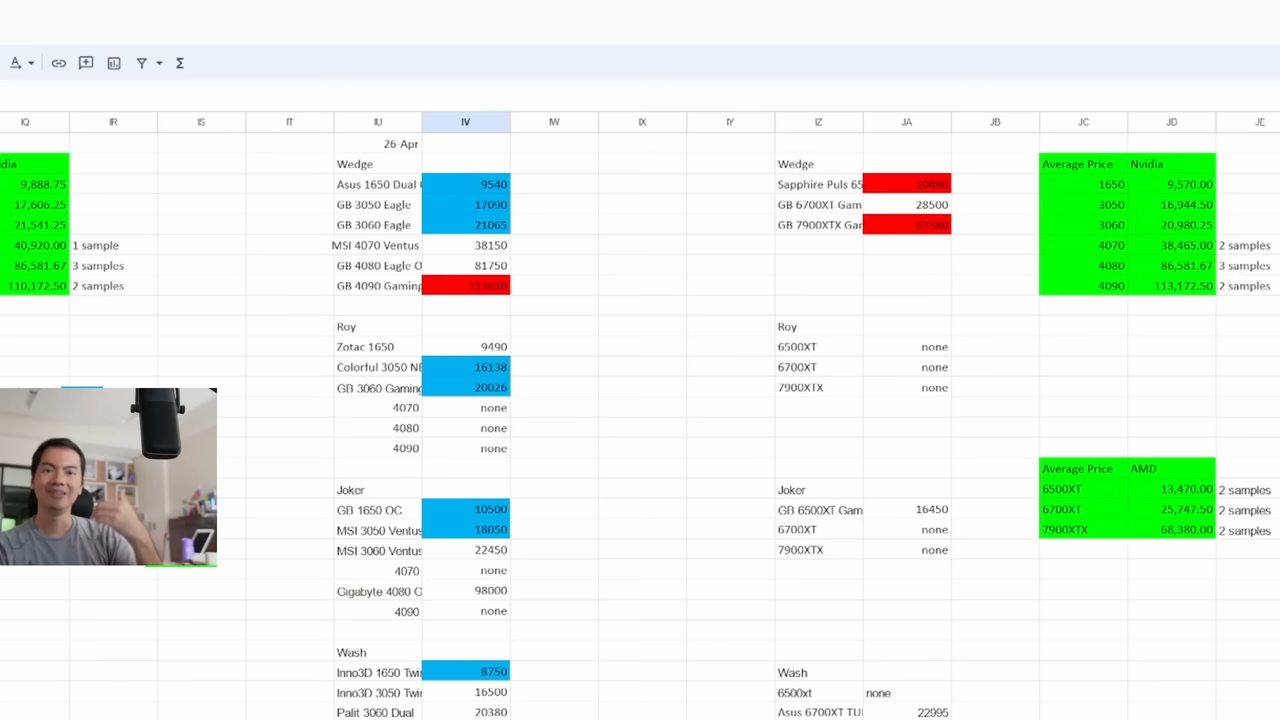 IQ IR IS IT IU IV IW IX IY IZ JA JB JC JD JE
26-Apr
dia Wedge Wedge Average Price Nvidia
9,888.75 Asus 1650 Dual 9540 Sapphire Puls 65 10490 1650 9,570.00
17,606.25 GB 3050 Eagle 17090 GB 6700XT Gam 28500 3050 16,944.50
21,541.25 GB 3060 Eagle 21065 GB 7900XTX Gar 67380 3060 20,980.25
40,920.00 1 sample MSI 4070 Ventus 38150 4070 38,465.00 2 samples
86,581.67 3 samples GB 4080 Eagle O 81750 4080 86,581.67 3 samples
110,172.50 2 samples GB 4090 Gaming 113650 4090 113,172.50 2 samples
Roy Roy
Zotac 1650 9490 6500XT none
Colorful 3050 NE 16138 6700XT none
GB 3060 Gaming 20026 7900XTX none
4070 none
4080 none
4090 none
Average Price AMD
Joker Joker 6500XT 13,470.00 2 samples
GB 1650 OC 10500 GB 6500XT Gam 16450 6700XT 25,747.50 2 samples
MSI 3050 Ventus 18050 6700XT none 7900XTX 68,380.00 2 samples
MSI 3060 Ventus 22450 7900XTX none
4070 none
Gigabyte 4080 G 98000
4090 none
Wash Wash
Inno3D 1650 Twi 8750
Inno3D 3050 Twi 16500 6500xt none
Palit 3060 Dual 20380 Asus 6700XT TU 22995